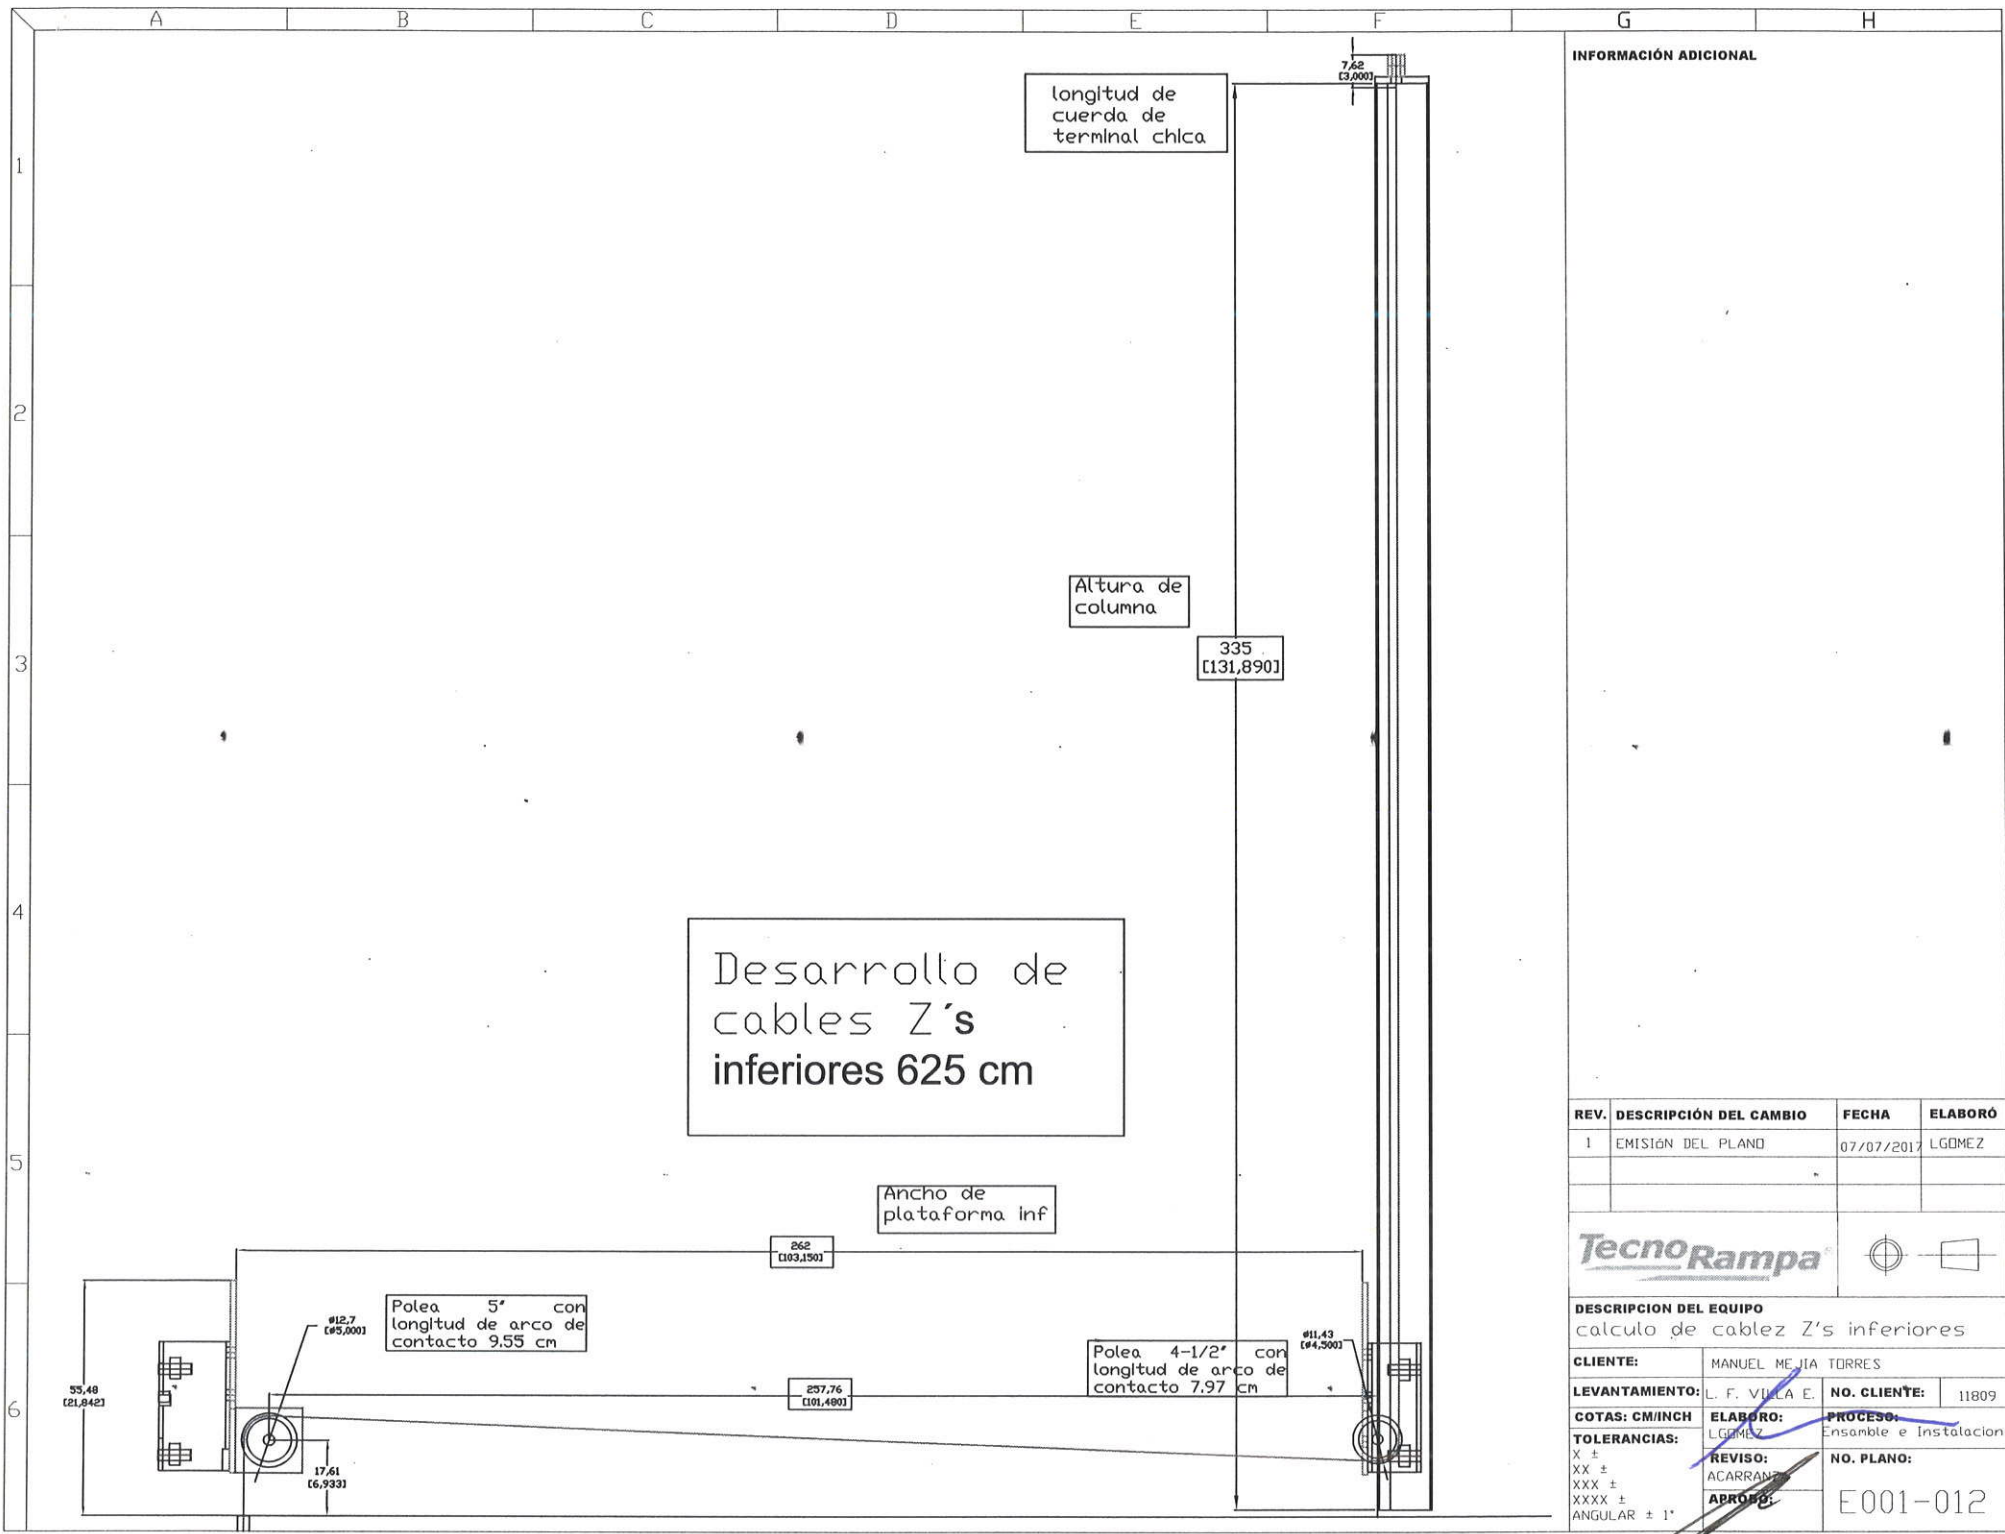 A B C D E F G H
1
2
3
4
5
6
longitud de
cuerda de
terminal chica
7,62
[3,000]
Altura de
columna
335
[131,890]
Desarrollo de
cables Z´s
inferiores 625 cm
Ancho de
plataforma inf
262
[103,150]
Polea 5" con
longitud de arco de
contacto 9.55 cm
ø12,7
[ø5,000]
Polea 4-1/2" con
longitud de arco de
contacto 7.97 cm
ø11,43
[ø4,500]
257,76
[101,480]
55,48
[21,842]
17,61
[6,933]
INFORMACIÓN ADICIONAL
REV. DESCRIPCIÓN DEL CAMBIO FECHA ELABORÓ
1 EMISIóN DEL PLANO 07/07/2017 LGOMEZ
TecnoRampa
DESCRIPCION DEL EQUIPO
calculo de cablez Z's inferiores
CLIENTE: MANUEL MEJIA TORRES
LEVANTAMIENTO: L. F. VILLA E. NO. CLIENTE: 11809
COTAS: CM/INCH ELABORO: PROCESO:
LGOMEZ Ensamble e Instalacion
TOLERANCIAS:
X ±
XX ±
XXX ±
XXXX ±
ANGULAR ± 1°
REVISO: NO. PLANO:
ACARRANZA
APROBO: E001-012